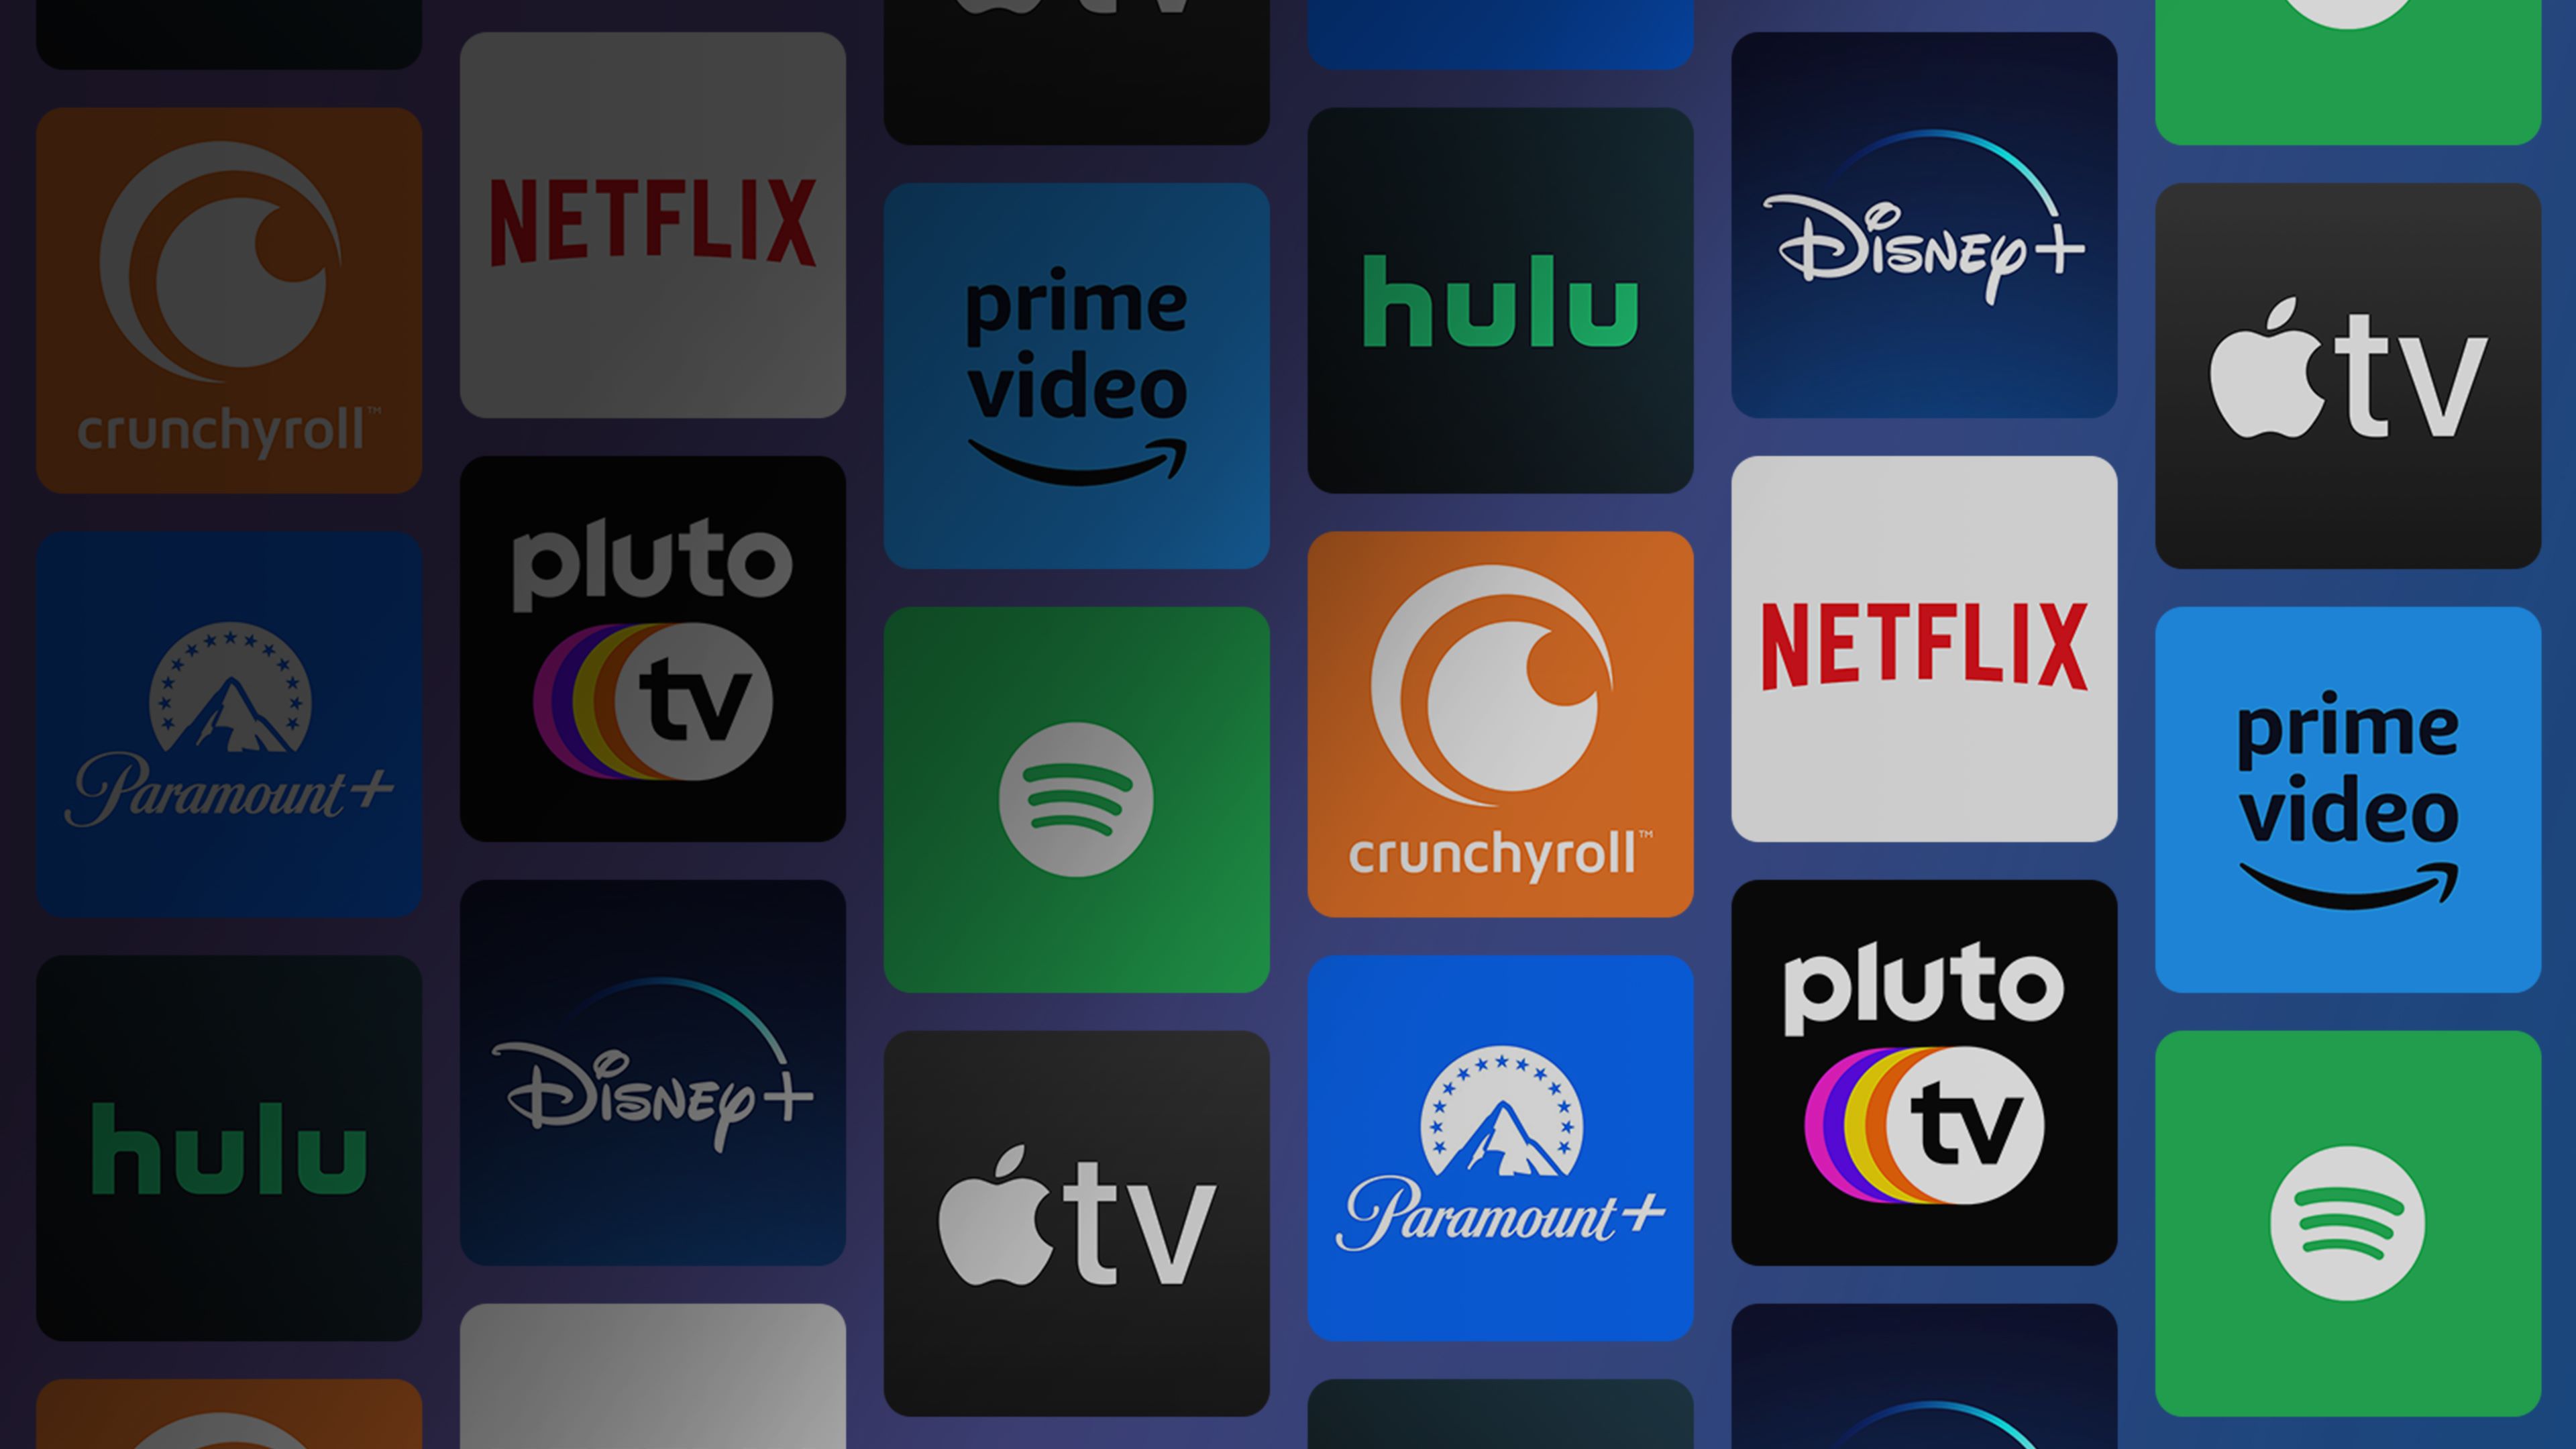 crunchyroll™
Paramount+
hulu
NETFLIX
pluto
tv
Disney+
tv
prime
video
tv
hulu
crunchyroll™
Paramount+
Disney+
NETFLIX
pluto
tv
tv
prime
video